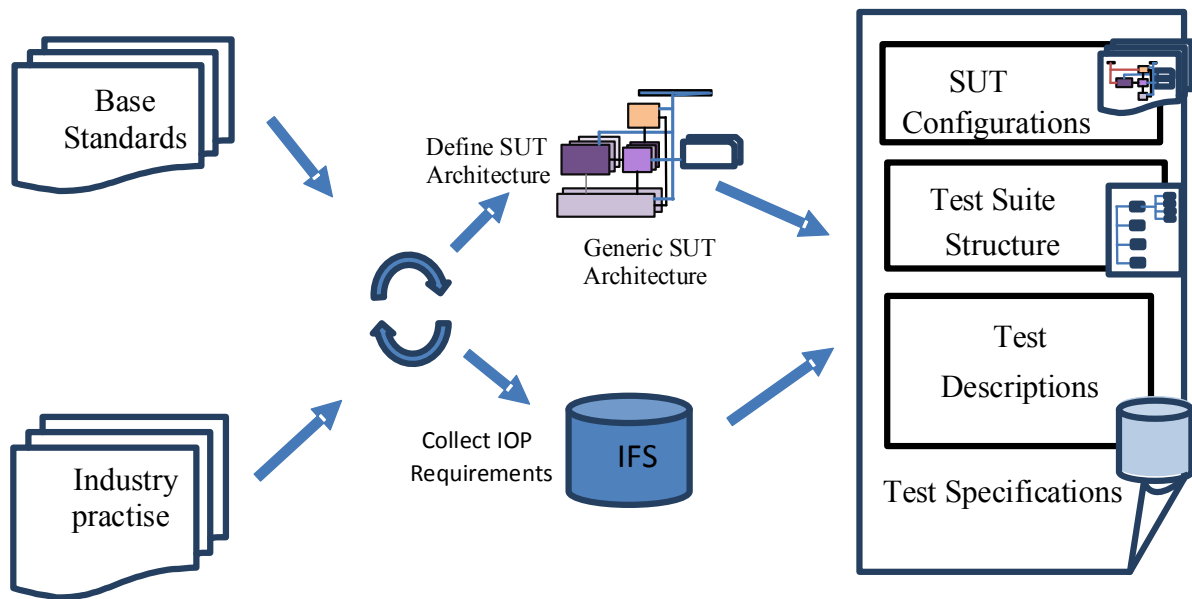 Base
Standards
Industry
practise
Define SUT
Architecture
Generic SUT
Architecture
Collect IOP
Requirements
IFS
SUT
Configurations
Test Suite
Structure
Test
Descriptions
Test Specifications